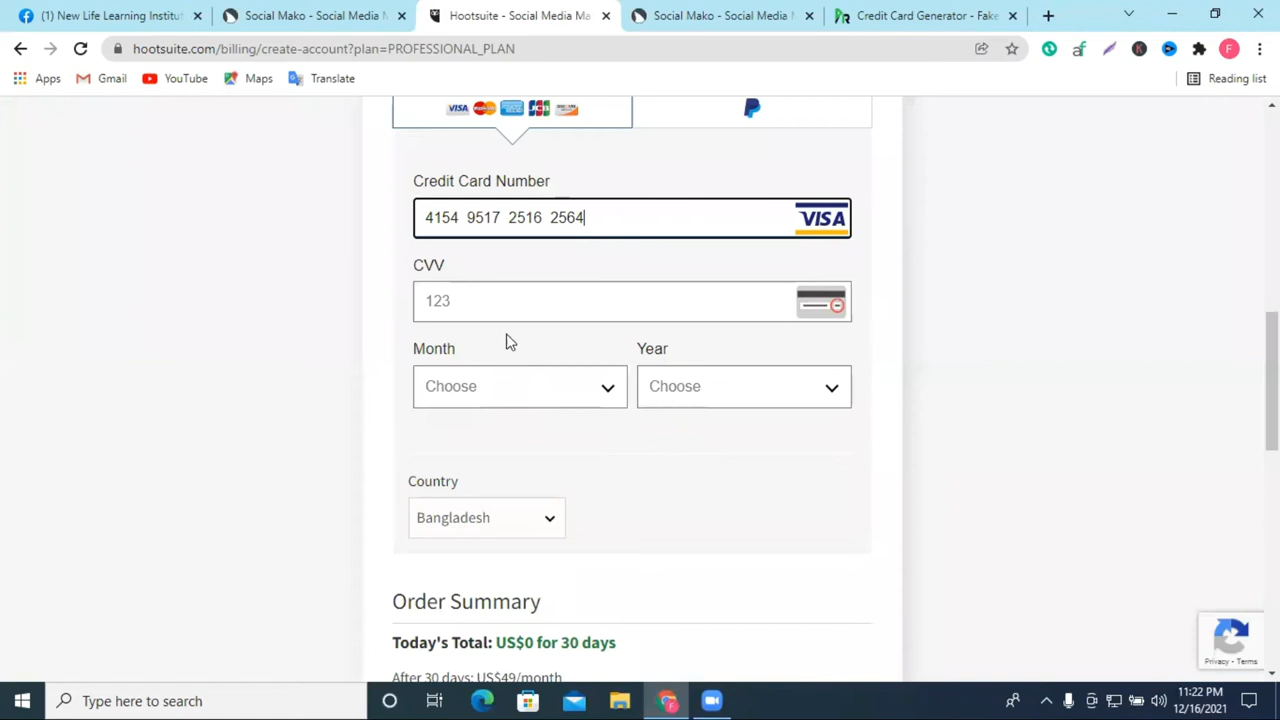 (1) New Life Learning Institut
Social Mako - Social Media M
Hootsuite - Social Media Ma
Social Mako - Social Media M
Credit Card Generator - Fake
hootsuite.com/billing/create-account?plan=PROFESSIONAL_PLAN
Apps
Gmail
YouTube
Maps
Translate
Reading list
VISA
Credit Card Number
4154 9517 2516 2564
VISA
CVV
123
Month
Year
Choose
Choose
Country
Bangladesh
Order Summary
Today's Total: US$0 for 30 days
After 30 days: US$49/month
Privacy - Terms
Type here to search
11:22 PM
12/16/2021